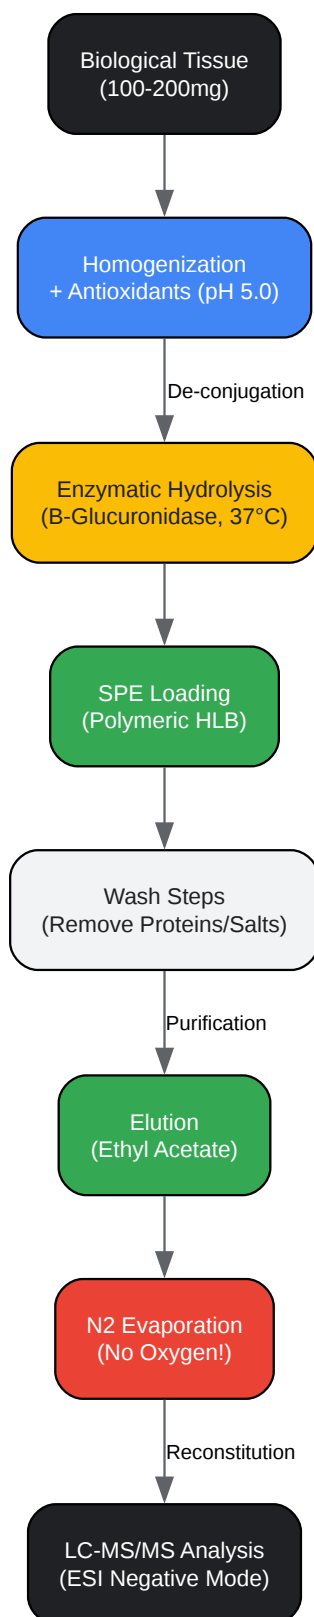 Biological Tissue
(100-200mg)
Homogenization
+ Antioxidants (pH 5.0)
De-conjugation
Enzymatic Hydrolysis
(B-Glucuronidase, 37°C)
SPE Loading
(Polymeric HLB)
Wash Steps
(Remove Proteins/Salts)
Purification
Elution
(Ethyl Acetate)
N2 Evaporation
(No Oxygen!)
Reconstitution
LC-MS/MS Analysis
(ESI Negative Mode)